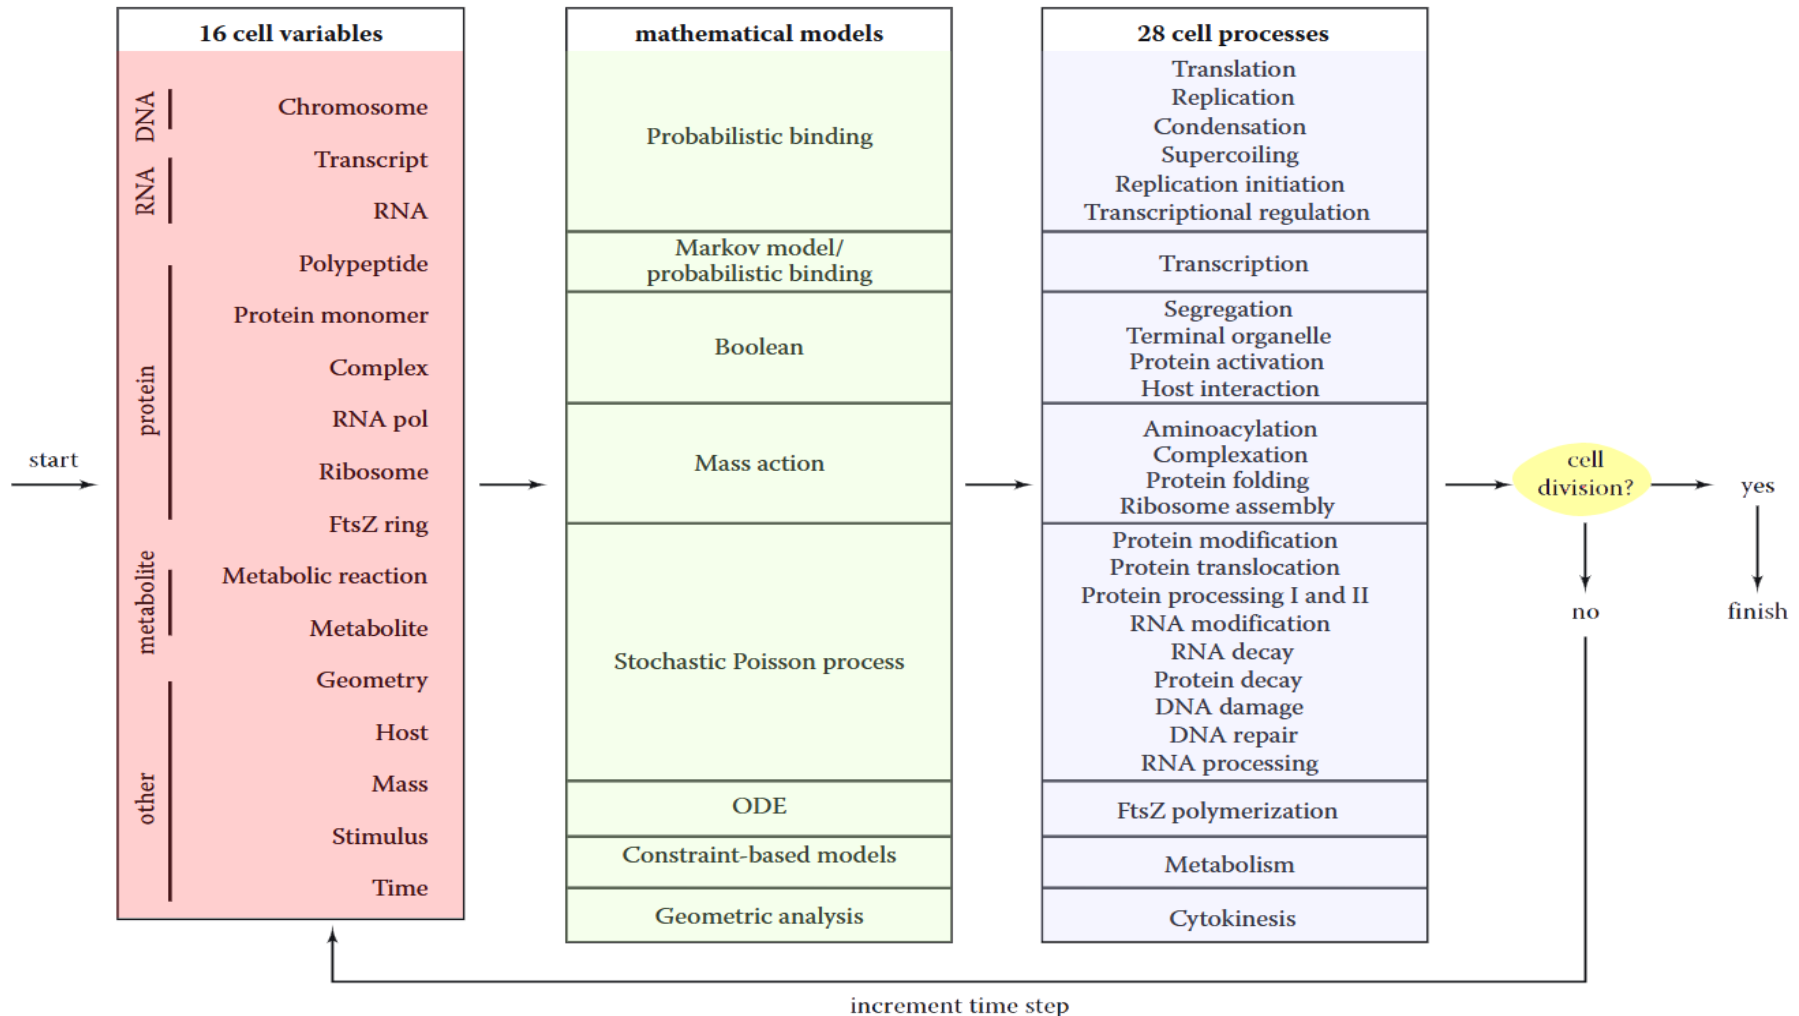 start
16 cell variables
DNA
Chromosome
RNA
Transcript
RNA
protein
Polypeptide
Protein monomer
Complex
RNA pol
Ribosome
FtsZ ring
metabolite
Metabolic reaction
Metabolite
other
Geometry
Host
Mass
Stimulus
Time
mathematical models
Probabilistic binding
Markov model/
probabilistic binding
Boolean
Mass action
Stochastic Poisson process
ODE
Constraint-based models
Geometric analysis
28 cell processes
Translation
Replication
Condensation
Supercoiling
Replication initiation
Transcriptional regulation
Transcription
Segregation
Terminal organelle
Protein activation
Host interaction
Aminoacylation
Complexation
Protein folding
Ribosome assembly
Protein modification
Protein translocation
Protein processing I and II
RNA modification
RNA decay
Protein decay
DNA damage
DNA repair
RNA processing
FtsZ polymerization
Metabolism
Cytokinesis
cell
division?
yes
no
finish
increment time step